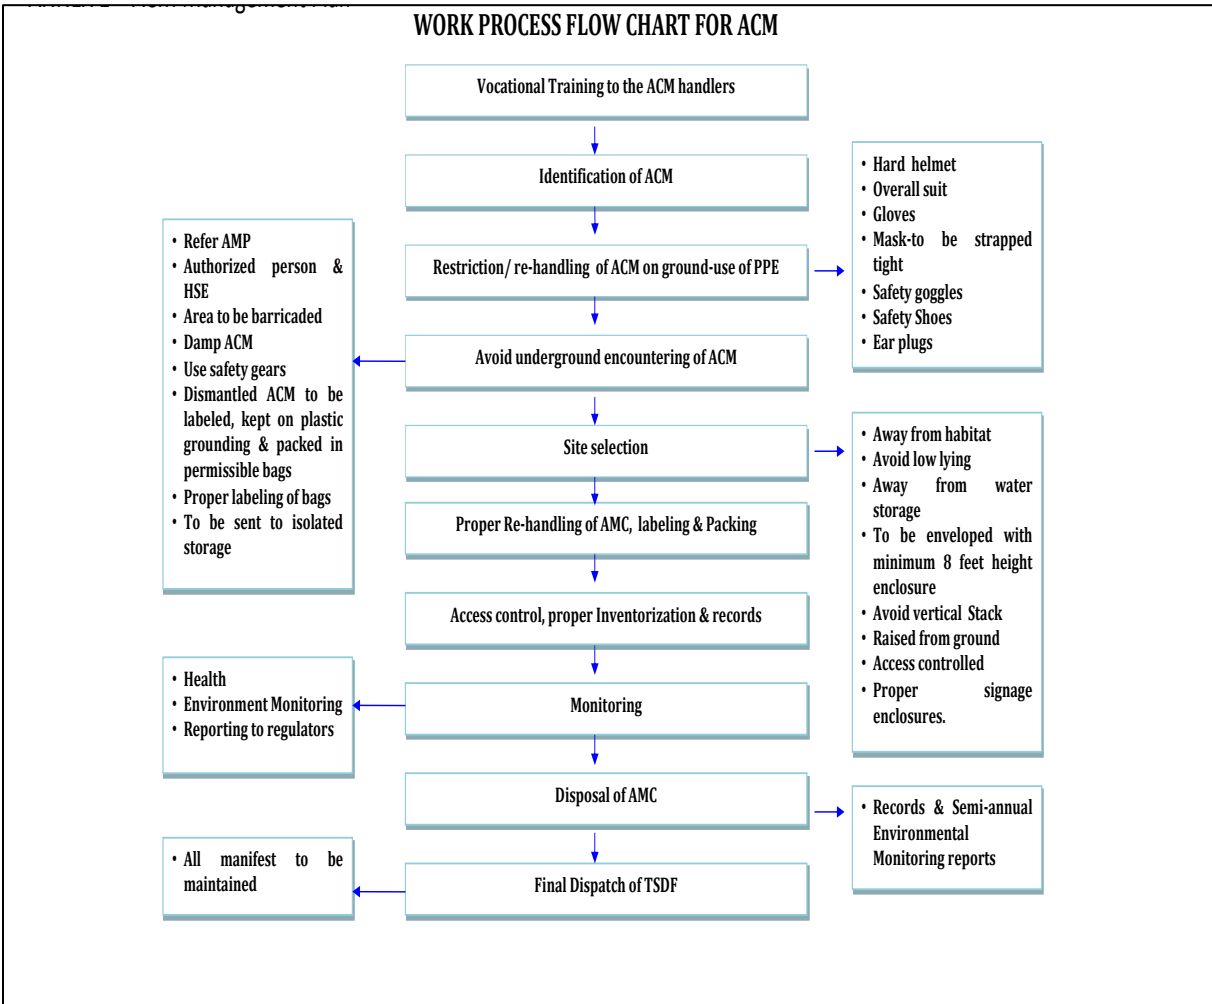 WORK PROCESS FLOW CHART FOR ACM
Vocational Training to the ACM handlers
Identification of ACM
• Hard helmet
• Overall suit
• Gloves
• Mask-to be strapped
tight
• Safety goggles
• Safety Shoes
• Ear plugs
Restriction/ re-handling of ACM on ground-use of PPE
• Refer AMP
• Authorized person &
HSE
• Area to be barricaded
• Damp ACM
• Use safety gears
• Dismantled ACM to be
labeled, kept on plastic
grounding & packed in
permissible bags
• Proper labeling of bags
• To be sent to isolated
storage
Avoid underground encountering of ACM
Site selection
• Away from habitat
• Avoid low lying
• Away from water
storage
• To be enveloped with
minimum 8 feet height
enclosure
• Avoid vertical Stack
• Raised from ground
• Access controlled
• Proper signage
enclosures.
Proper Re-handling of AMC, labeling & Packing
Access control, proper Inventorization & records
• Health
• Environment Monitoring
• Reporting to regulators
Monitoring
Disposal of AMC
• Records & Semi-annual
Environmental
Monitoring reports
• All manifest to be
maintained
Final Dispatch of TSDF